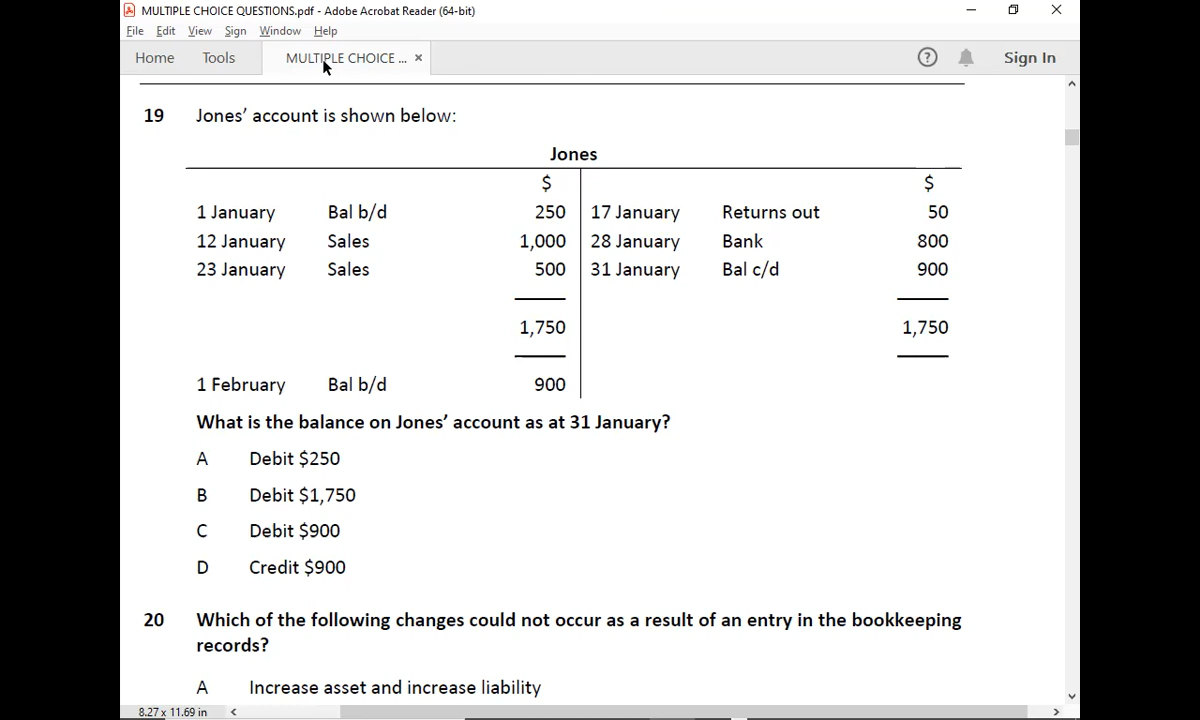 MULTIPLE CHOICE QUESTIONS.pdf - Adobe Acrobat Reader (64-bit)
File Edit View Sign Window Help
Home Tools MULTIPLE CHOICE ... × ? Sign In
19 Jones’ account is shown below:
Jones
$ $
1 January Bal b/d 250 17 January Returns out 50
12 January Sales 1,000 28 January Bank 800
23 January Sales 500 31 January Bal c/d 900
1,750 1,750
1 February Bal b/d 900
What is the balance on Jones’ account as at 31 January?
A Debit $250
B Debit $1,750
C Debit $900
D Credit $900
20 Which of the following changes could not occur as a result of an entry in the bookkeeping
records?
A Increase asset and increase liability
8.27 x 11.69 in